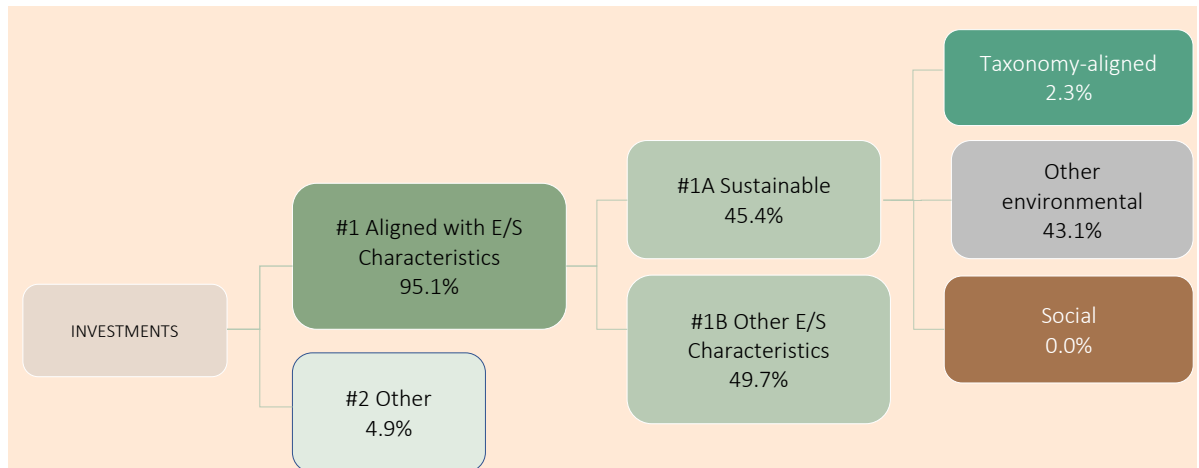 INVESTMENTS
#1 Aligned with E/S
Characteristics
95.1%
#2 Other
4.9%
#1A Sustainable
45.4%
#1B Other E/S
Characteristics
49.7%
Taxonomy-aligned
2.3%
Other
environmental
43.1%
Social
0.0%